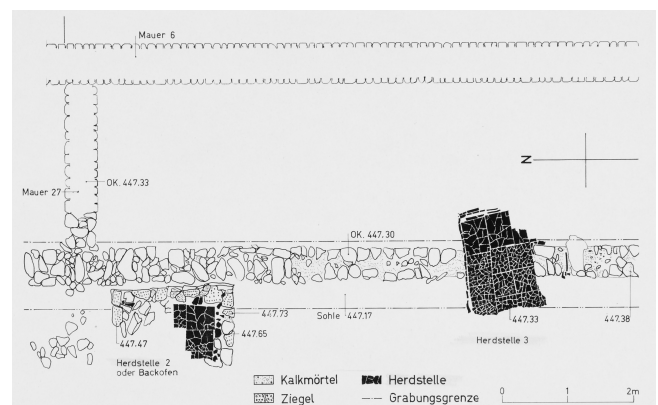 Mauer 6
OK. 447.33
Mauer 27
N
OK. 447.30
447.73
Sohle 447.17
447.33
447.38
447.47
447.65
Herdstelle 2
oder Backofen
Herdstelle 3
Kalkmörtel
Herdstelle
Ziegel
Grabungsgrenze
0 1 2m